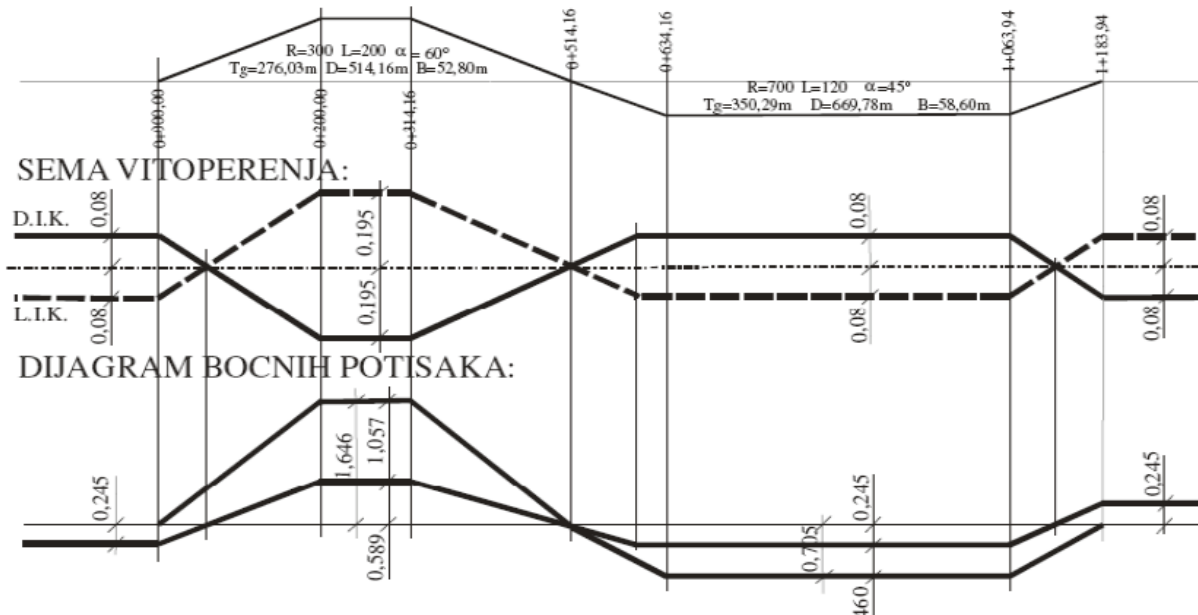 0+514,16
0+634,16
1+063,94
1+183,94
R=300 L=200 α = 60°
Tg=276,03m D=514,16m B=52,80m
R=700 L=120 α=45°
Tg=350,29m D=669,78m B=58,60m
0+000,00
0+200,00
0+314,16
SEMA VITOPERENJA:
D.I.K.
0,08
0,195
0,08
0,08
L.I.K.
0,08
0,195
0,08
0,08
DIJAGRAM BOCNIH POTISAKA:
0,245
1,646
1,057
0,589
0,705
0,245
460
0,245